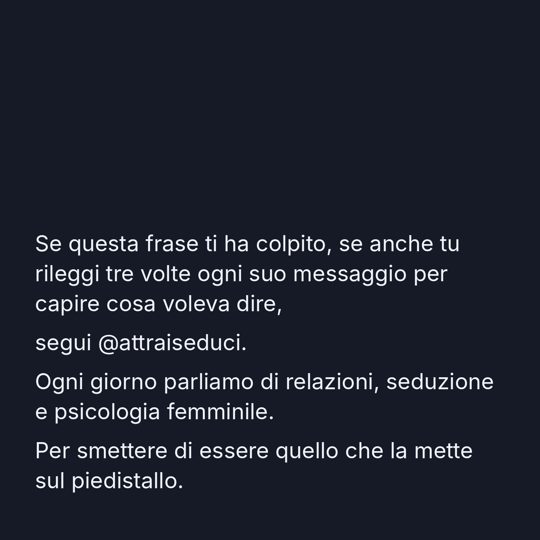 Se questa frase ti ha colpito, se anche tu
rileggi tre volte ogni suo messaggio per
capire cosa voleva dire,
segui @attraiseduci.
Ogni giorno parliamo di relazioni, seduzione
e psicologia femminile.
Per smettere di essere quello che la mette
sul piedistallo.